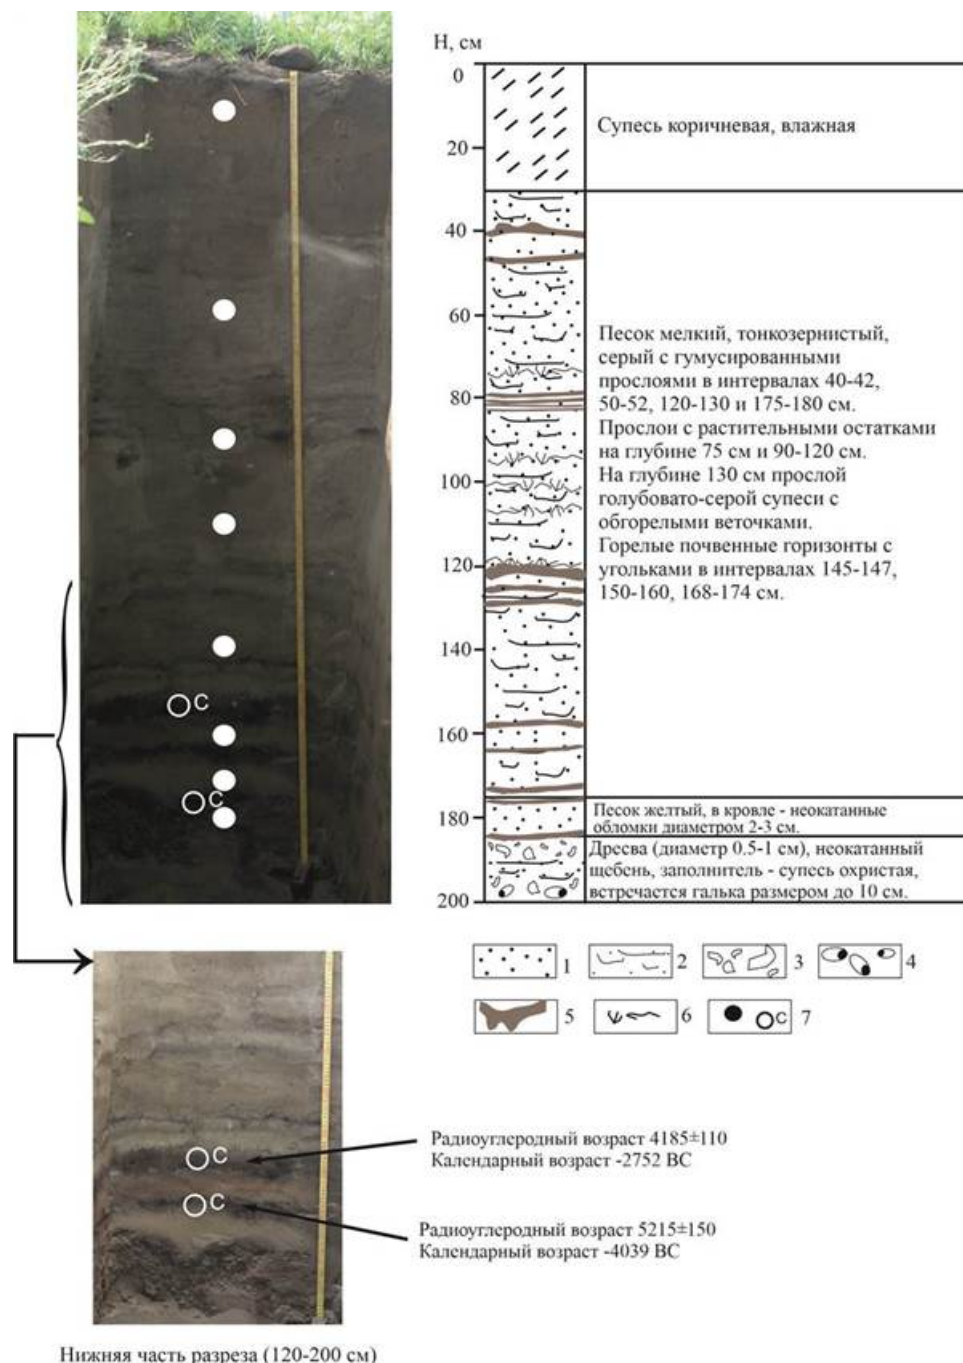 Н, см
0
20
40
60
80
100
120
140
160
180
200
Супесь коричневая, влажная
Песок мелкий, тонкозернистый,
серый с гумусированными
прослоями в интервалах 40-42,
50-52, 120-130 и 175-180 см.
Прослои с растительными остатками
на глубине 75 см и 90-120 см.
На глубине 130 см прослой
голубовато-серой супеси с
обгорелыми веточками.
Горелые почвенные горизонты с
угольками в интервалах 145-147,
150-160, 168-174 см.
Песок желтый, в кровле - неокатанные
обломки диаметром 2-3 см.
Дресва (диаметр 0.5-1 см), неокатанный
щебень, заполнитель - супесь охристая,
встречается галька размером до 10 см.
С
С
1
2
3
4
5
6
С 7
С
С
Радиоуглеродный возраст 4185±110
Календарный возраст -2752 ВС
Радиоуглеродный возраст 5215±150
Календарный возраст -4039 ВС
Нижняя часть разреза (120-200 см)